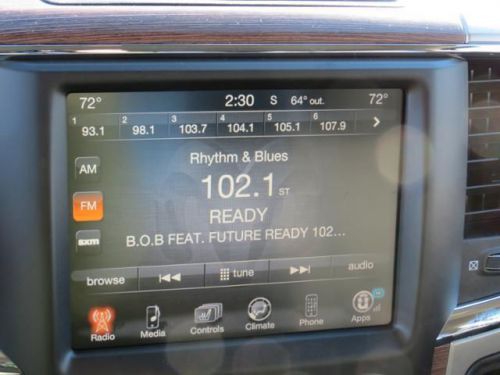 72° 2:30 S 64° out. 72°
1 93.1 2 98.1 3 103.7 4 104.1 5 105.1 6 107.9
Rhythm & Blues
AM
102.1 ST
FM
READY
B.O.B FEAT. FUTURE READY 102...
sxm
browse tune audio
Radio Media Controls Climate Phone Apps